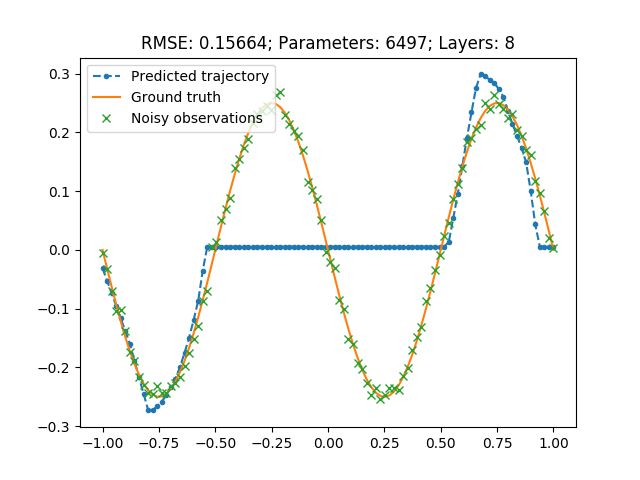 RMSE: 0.15664; Parameters: 6497; Layers: 8
Predicted trajectory
Ground truth
Noisy observations
0.3
0.2
0.1
0.0
−0.1
−0.2
−0.3
−1.00 −0.75 −0.50 −0.25 0.00 0.25 0.50 0.75 1.00